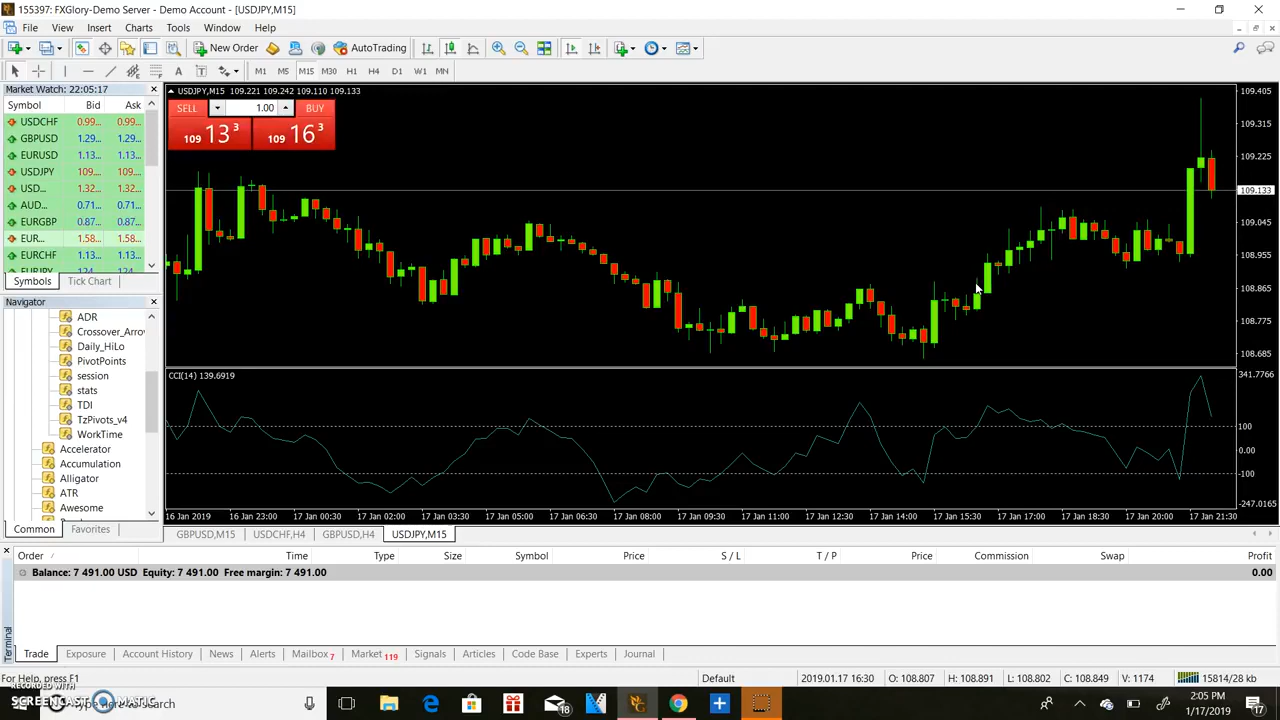 155397: FXGlory-Demo Server - Demo Account - [USDJPY,M15]
File View Insert Charts Tools Window Help
New Order AutoTrading
A T M1 M5 M15 M30 H1 H4 D1 W1 MN
Market Watch: 22:05:17
Symbol Bid Ask
USDCHF 0.99... 0.99...
GBPUSD 1.29... 1.29...
EURUSD 1.13... 1.13...
USDJPY 109.... 109....
USD... 1.32... 1.32...
AUD... 0.71... 0.71...
EURGBP 0.87... 0.87...
EUR... 1.58... 1.58...
EURCHF 1.13... 1.13...
EURJPY 124... 124...
Symbols Tick Chart
Navigator
ADR
Crossover_Arrow
Daily_HiLo
PivotPoints
session
stats
TDI
TzPivots_v4
WorkTime
Accelerator
Accumulation
Alligator
ATR
Awesome
Common Favorites
USDJPY,M15 109.221 109.242 109.110 109.133
SELL 1.00 BUY
109 13 3 109 16 3
109.405
109.315
109.225
109.133
109.045
108.955
108.865
108.775
108.685
CCI(14) 139.6919
341.7766
100
0.00
-100
-247.0165
16 Jan 2019 16 Jan 23:00 17 Jan 00:30 17 Jan 02:00 17 Jan 03:30 17 Jan 05:00 17 Jan 06:30 17 Jan 08:00 17 Jan 09:30 17 Jan 11:00 17 Jan 12:30 17 Jan 14:00 17 Jan 15:30 17 Jan 17:00 17 Jan 18:30 17 Jan 20:00 17 Jan 21:30
GBPUSD,M15 USDCHF,H4 GBPUSD,H4 USDJPY,M15
Order Time Type Size Symbol Price S / L T / P Price Commission Swap Profit
Balance: 7 491.00 USD Equity: 7 491.00 Free margin: 7 491.00 0.00
Terminal
Trade Exposure Account History News Alerts Mailbox 7 Market 119 Signals Articles Code Base Experts Journal
For Help, press F1 Default 2019.01.17 16:30 O: 108.807 H: 108.891 L: 108.802 C: 108.849 V: 1174 15814/28 kb
RECORDED WITH
SCREENCAST MATIC
here to search
18
2:05 PM
1/17/2019
17